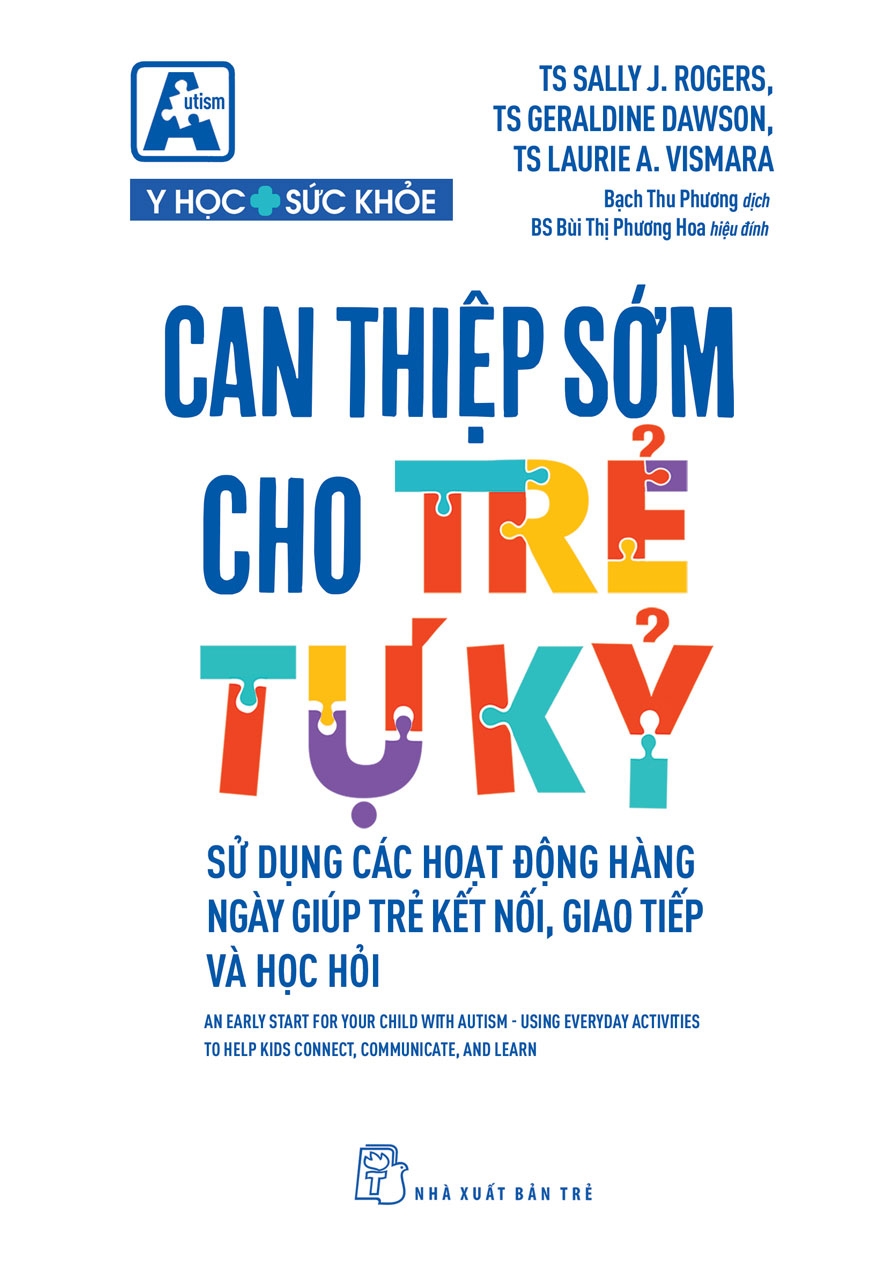 Autism
Y HỌC SỨC KHỎE
TS SALLY J. ROGERS,
TS GERALDINE DAWSON,
TS LAURIE A. VISMARA
Bạch Thu Phương dịch
BS Bùi Thị Phương Hoa hiệu đính
CAN THIỆP SỚM
CHO TRẺ
TỰ KỶ
SỬ DỤNG CÁC HOẠT ĐỘNG HÀNG
NGÀY GIÚP TRẺ KẾT NỐI, GIAO TIẾP
VÀ HỌC HỎI
AN EARLY START FOR YOUR CHILD WITH AUTISM - USING EVERYDAY ACTIVITIES
TO HELP KIDS CONNECT, COMMUNICATE, AND LEARN
T
NHÀ XUẤT BẢN TRẺ